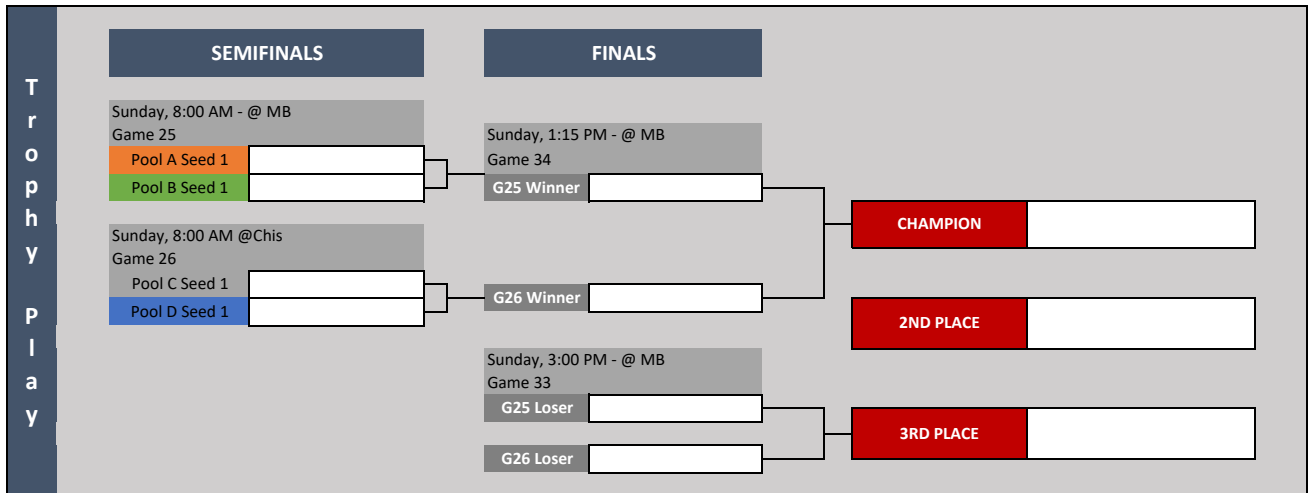 Trophy Play
SEMIFINALS
FINALS
Sunday, 8:00 AM - @ MB
Game 25
Pool A Seed 1
Pool B Seed 1
Sunday, 1:15 PM - @ MB
Game 34
G25 Winner
CHAMPION
Sunday, 8:00 AM @Chis
Game 26
Pool C Seed 1
Pool D Seed 1
G26 Winner
2ND PLACE
Sunday, 3:00 PM - @ MB
Game 33
G25 Loser
G26 Loser
3RD PLACE